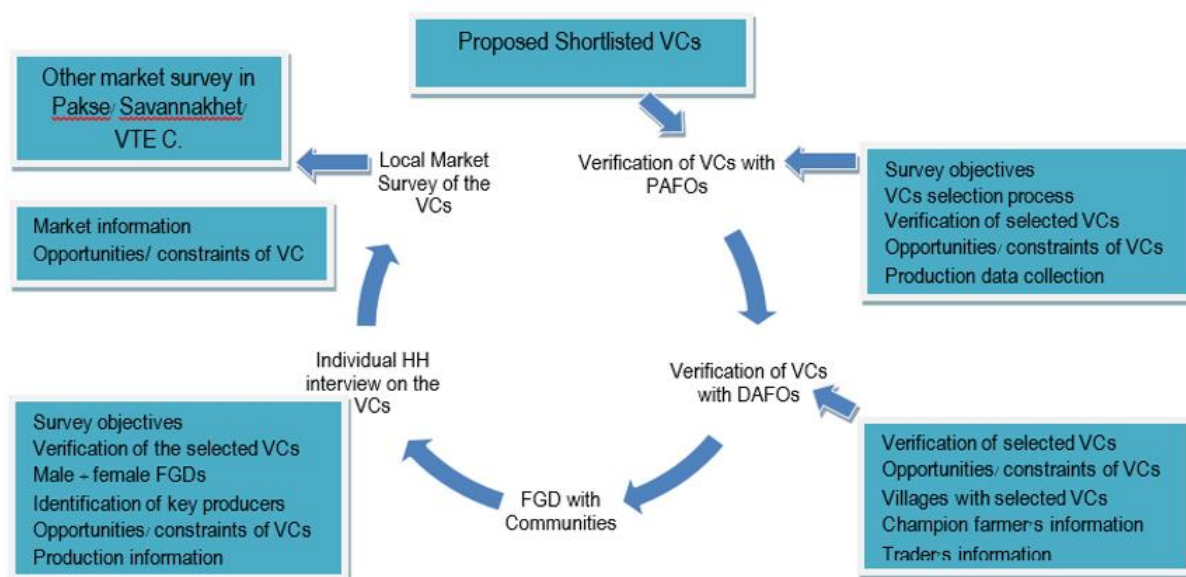 Proposed Shortlisted VCs
Other market survey in
Pakse/ Savannakhet/
VTE C.
Local Market
Survey of the
VCs
Verification of VCs with
PAFOs
Survey objectives
VCs selection process
Verification of selected VCs
Opportunities/ constraints of VCs
Production data collection
Market information
Opportunities/ constraints of VC
Individual HH
interview on the
VCs
Verification of VCs
with DAFOs
Survey objectives
Verification of the selected VCs
Male + female FGDs
Identification of key producers
Opportunities/ constraints of VCs
Production information
FGD with
Communities
Verification of selected VCs
Opportunities/ constraints of VCs
Villages with selected VCs
Champion farmer's information
Trader's information